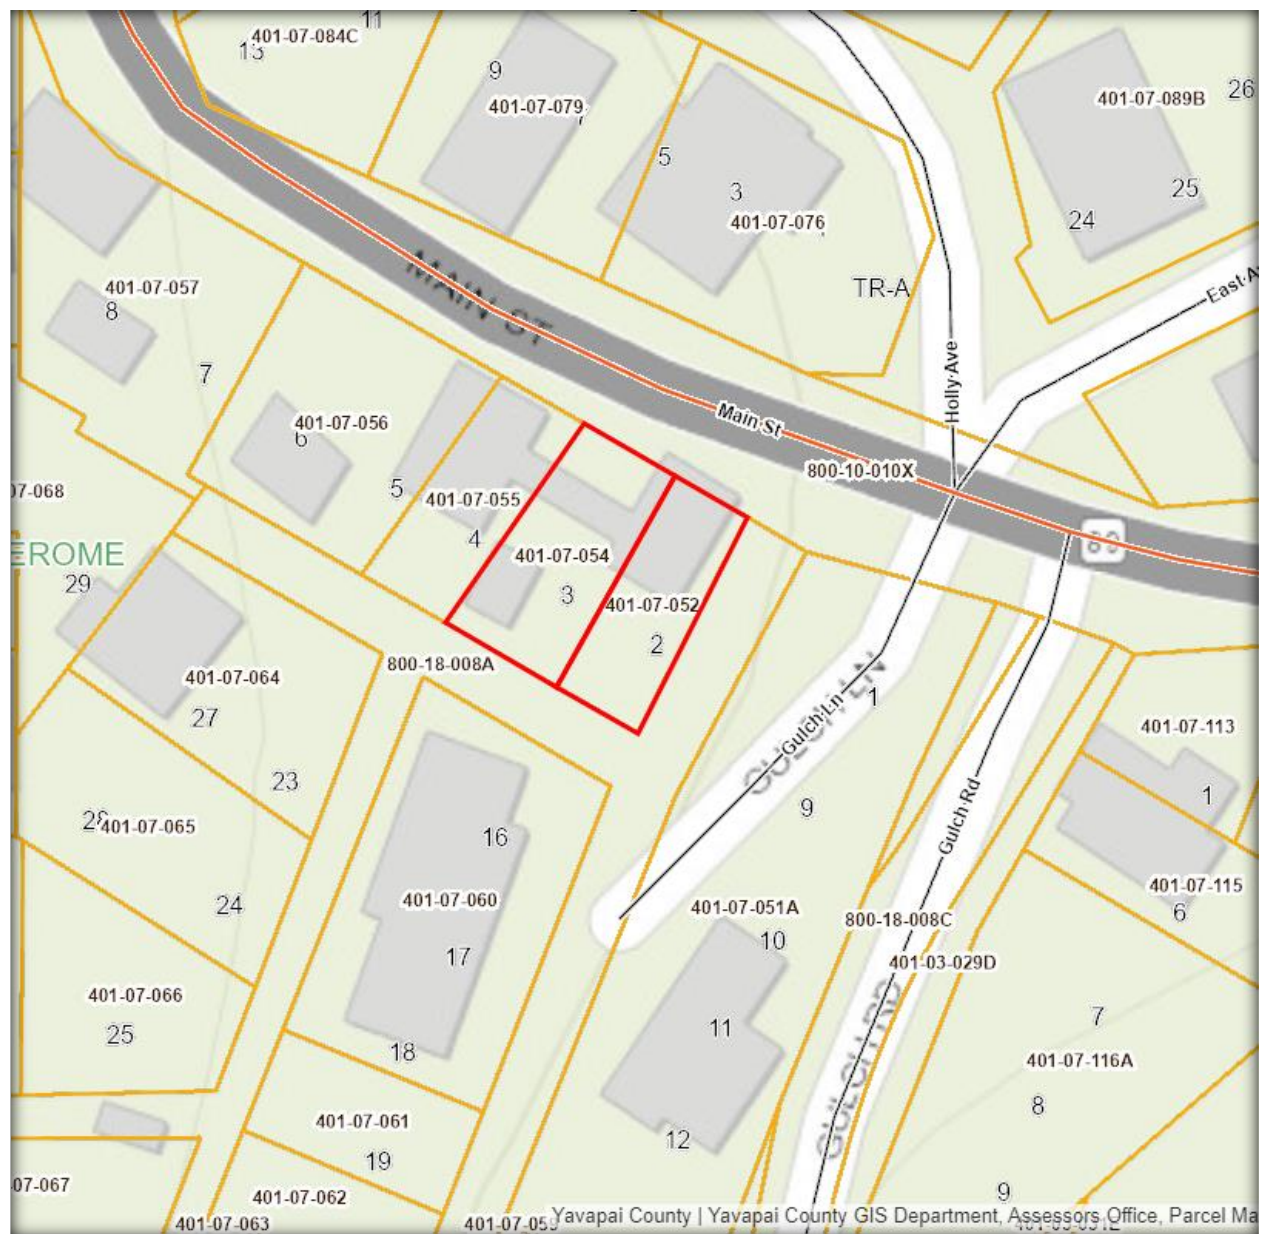 11
401-07-084C
13
9
401-07-079
401-07-089B
26
5
3
25
401-07-076
24
TR-A
East A
401-07-057
8
MAIN ST
7
Holly Ave
Main St
401-07-056
6
800-10-010X
07-068
5
401-07-055
4
89
EROME
401-07-054
29
3
401-07-052
2
800-18-008A
401-07-064
27
GULCH LN
Gulch Ln
1
401-07-113
23
1
9
28
401-07-065
16
Gulch Rd
401-07-115
6
24
401-07-060
401-07-051A
800-18-008C
10
17
401-03-029D
401-07-066
25
11
7
GULCH RD
18
401-07-116A
8
401-07-061
12
19
07-067
401-07-062
9
401-07-063
401-07-059
Yavapai County | Yavapai County GIS Department, Assessors Office, Parcel Ma